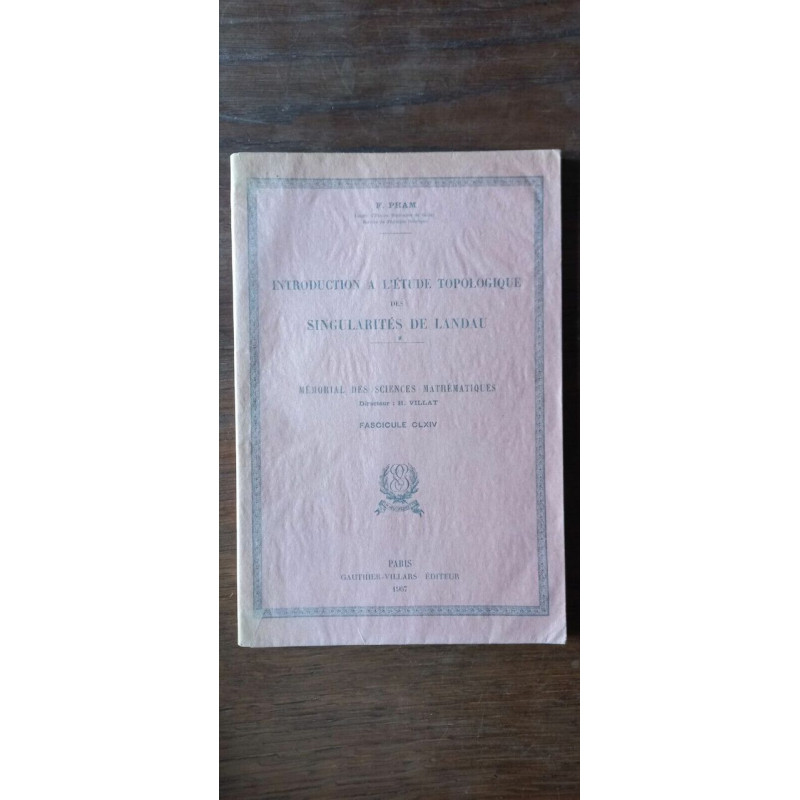 F. PHAM
INTRODUCTION A L'ÉTUDE TOPOLOGIQUE
DES
SINGULARITÉS DE LANDAU
MÉMORIAL DES SCIENCES MATHÉMATIQUES
Directeur : H. VILLAT
FASCICULE CLXIV
PARIS
GAUTHIER-VILLARS ÉDITEUR
1967